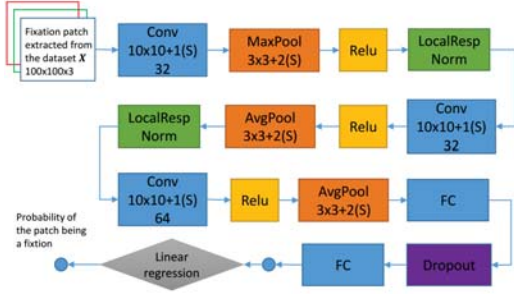 Fixation patch
extracted from
the dataset X
100x100x3
Conv
10x10+1(S)
32
MaxPool
3x3+2(S)
Relu
LocalResp
Norm
LocalResp
Norm
AvgPool
3x3+2(S)
Relu
Conv
10x10+1(S)
32
Conv
10x10+1(S)
64
Relu
AvgPool
3x3+2(S)
FC
Probability of
the patch being
a fixtion
Linear
regression
FC
Dropout